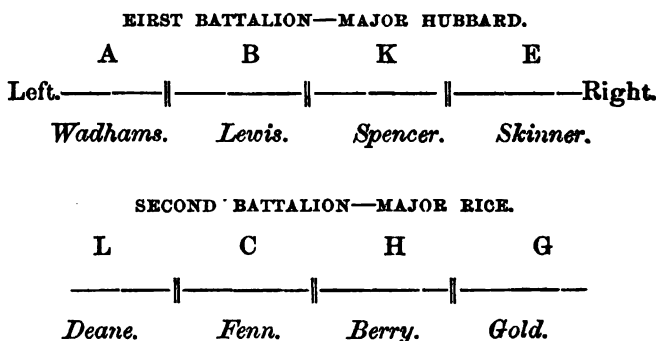 EIRST BATTALION—MAJOR HUBBARD.
A B K E
Left. Right.
Wadhams. Lewis. Spencer. Skinner.
SECOND BATTALION—MAJOR RICE.
L C H G
Deane. Fenn. Berry. Gold.